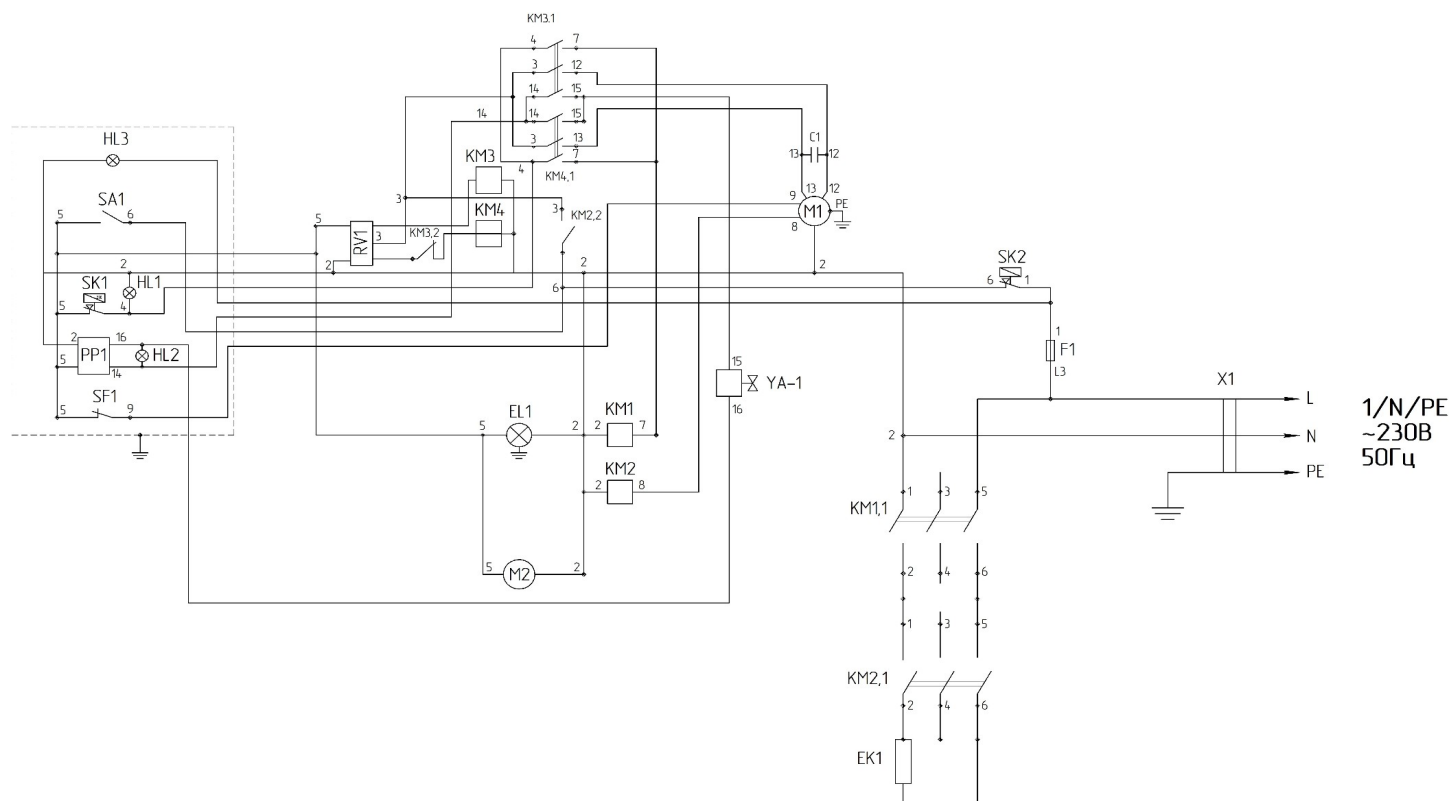 KM3.1
4 7
3 12
14 15
14 14 15
3 13
4 7
KM4,1
HL3
SA1
5 6
KM3
KM4
3
3
KM2,2
5
RV1
3
KM3,2
2
C1
13 12
13 12
9
M1
PE
8
2
2
2
6
SK2
6 1
SK1
HL1
5 4
2 16
PP1
HL2
5 14
SF1
5 9
1
F1
L3
15
YA-1
16
X1
L
N
PE
1/N/PE
~230В
50Гц
EL1
5 2
KM1
2 7
KM2
2 8
M2
5 2
2
KM1,1
1 3 5
2 4 6
1 3 5
KM2,1
2 4 6
EK1